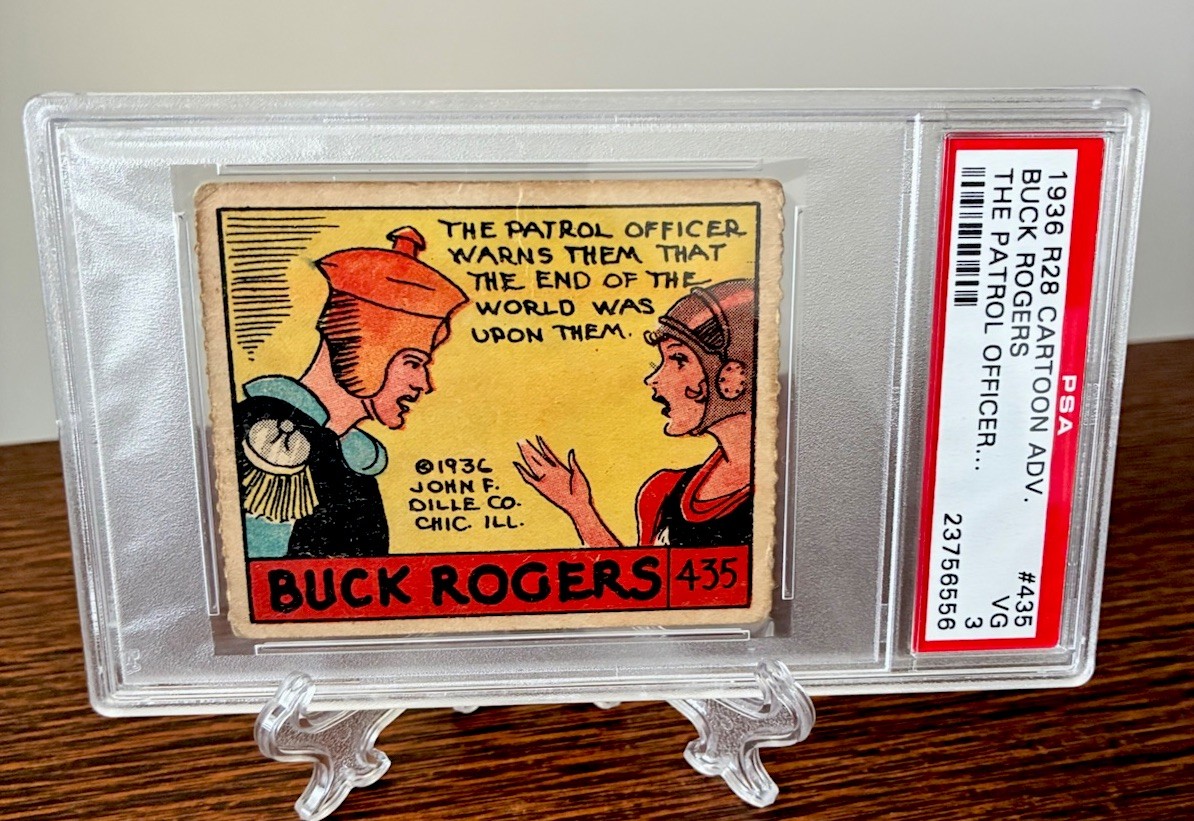 THE PATROL OFFICER
WARNS THEM THAT
THE END OF THE
WORLD WAS
UPON THEM.
©1936
JOHN F.
DILLE CO.
CHIC. ILL.
BUCK ROGERS 435
PSA
1936 R28 CARTOON ADV. #435
BUCK ROGERS VG
THE PATROL OFFICER... 3
23756556